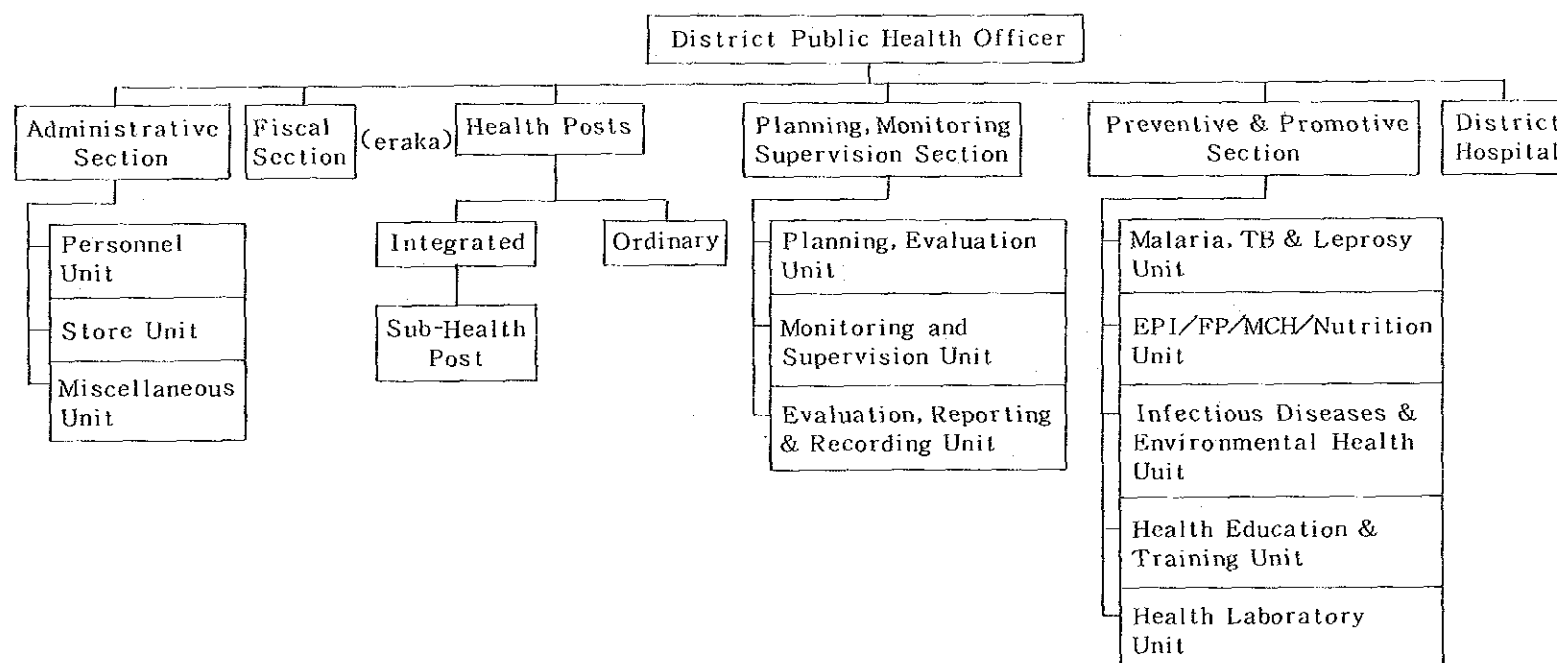 District Public Health Officer
Administrative
Section
Fiscal
Section
(eraka)
Health Posts
Planning, Monitoring
Supervision Section
Preventive & Promotive
Section
District
Hospital
Personnel
Unit
Store Unit
Miscellaneous
Unit
Integrated
Ordinary
Sub-Health
Post
Planning, Evaluation
Unit
Monitoring and
Supervision Unit
Evaluation, Reporting
& Recording Unit
Malaria, TB & Leprosy
Unit
EPI/FP/MCH/Nutrition
Unit
Infectious Diseases &
Environmental Health
Uuit
Health Education &
Training Unit
Health Laboratory
Unit